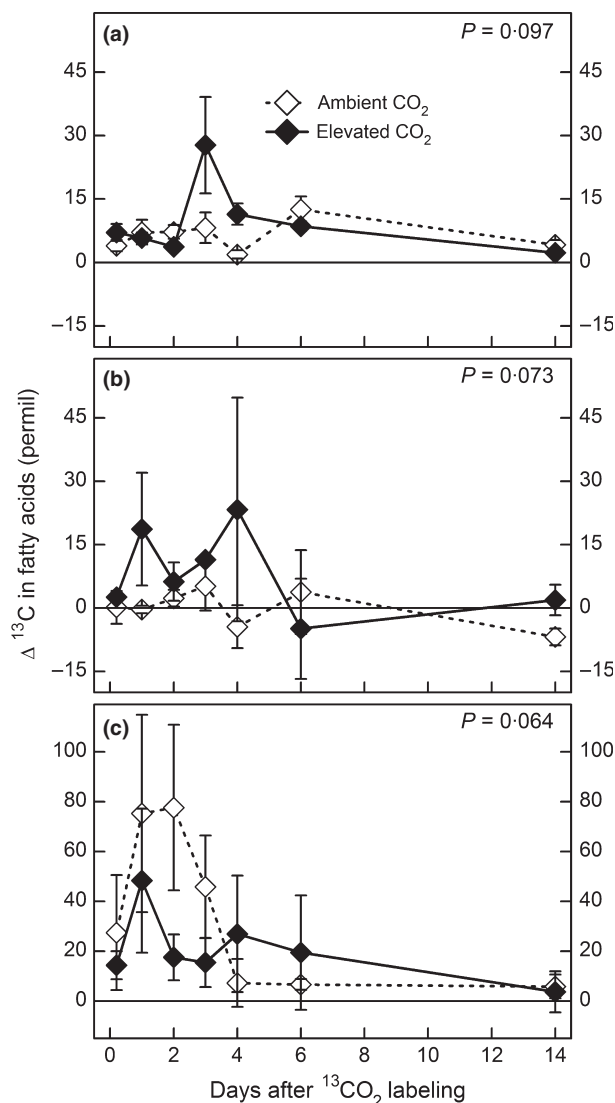 (a) P = 0·097
45 45
30 30
15 15
0 0
–15 –15
Ambient CO₂
Elevated CO₂
(b) P = 0·073
45 45
30 30
15 15
0 0
–15 –15
Δ ¹³C in fatty acids (permil)
(c) P = 0·064
100 100
80 80
60 60
40 40
20 20
0 0
0 2 4 6 8 10 12 14
Days after ¹³CO₂ labeling